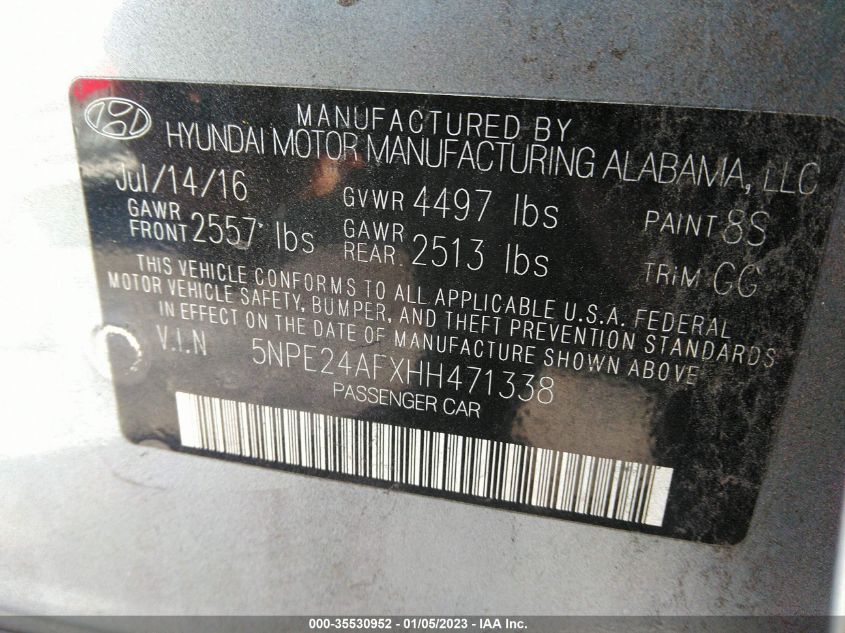 MANUFACTURED BY
HYUNDAI MOTOR MANUFACTURING ALABAMA, LLC
Jul/14/16 GVWR 4497 lbs PAINT 8S
GAWR FRONT 2557 lbs GAWR REAR 2513 lbs TRIM CG
THIS VEHICLE CONFORMS TO ALL APPLICABLE U.S.A. FEDERAL
MOTOR VEHICLE SAFETY, BUMPER, AND THEFT PREVENTION STANDARDS
IN EFFECT ON THE DATE OF MANUFACTURE SHOWN ABOVE
V.I.N 5NPE24AFXHH471338
PASSENGER CAR
000-35530952 - 01/05/2023 - IAA Inc.